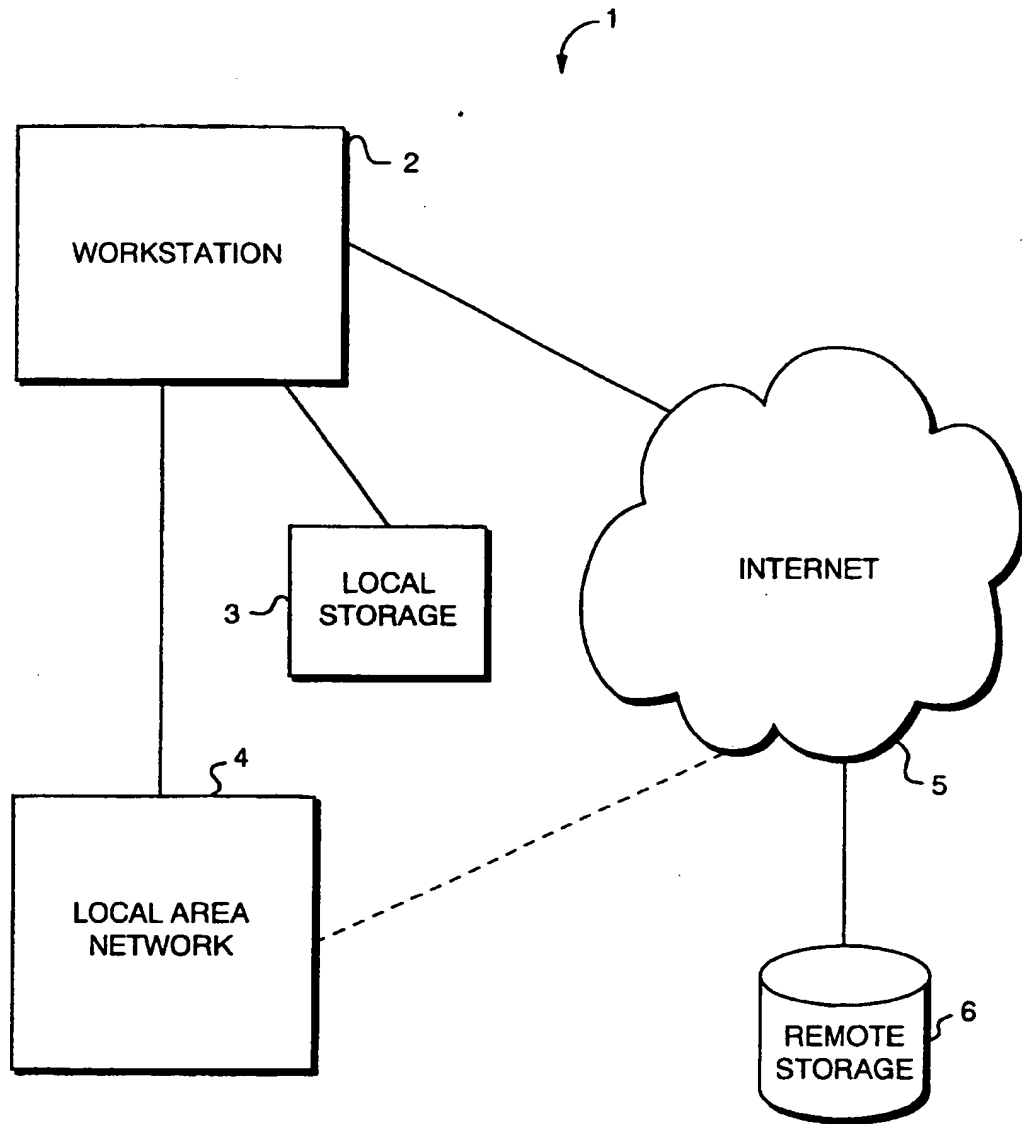 1
2
WORKSTATION
INTERNET
3
LOCAL
STORAGE
4
5
LOCAL AREA
NETWORK
6
REMOTE
STORAGE